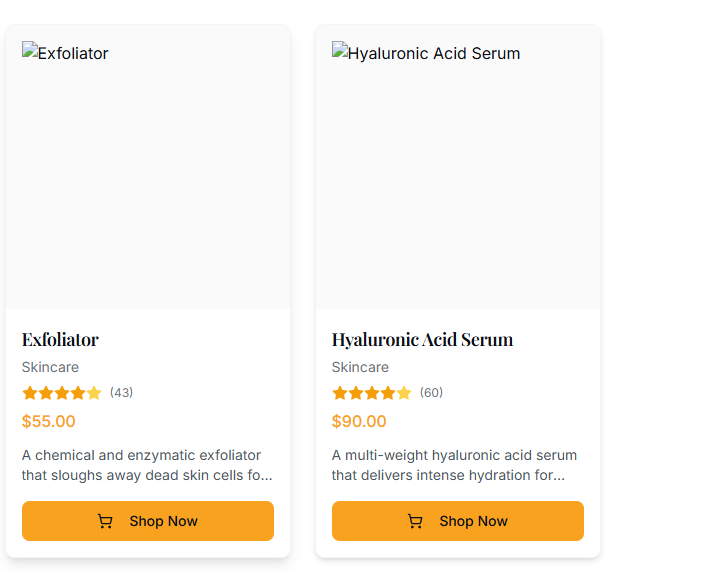 Exfoliator
Hyaluronic Acid Serum
Exfoliator
Skincare
(43)
$55.00
A chemical and enzymatic exfoliator
that sloughs away dead skin cells fo...
Shop Now
Hyaluronic Acid Serum
Skincare
(60)
$90.00
A multi-weight hyaluronic acid serum
that delivers intense hydration for...
Shop Now